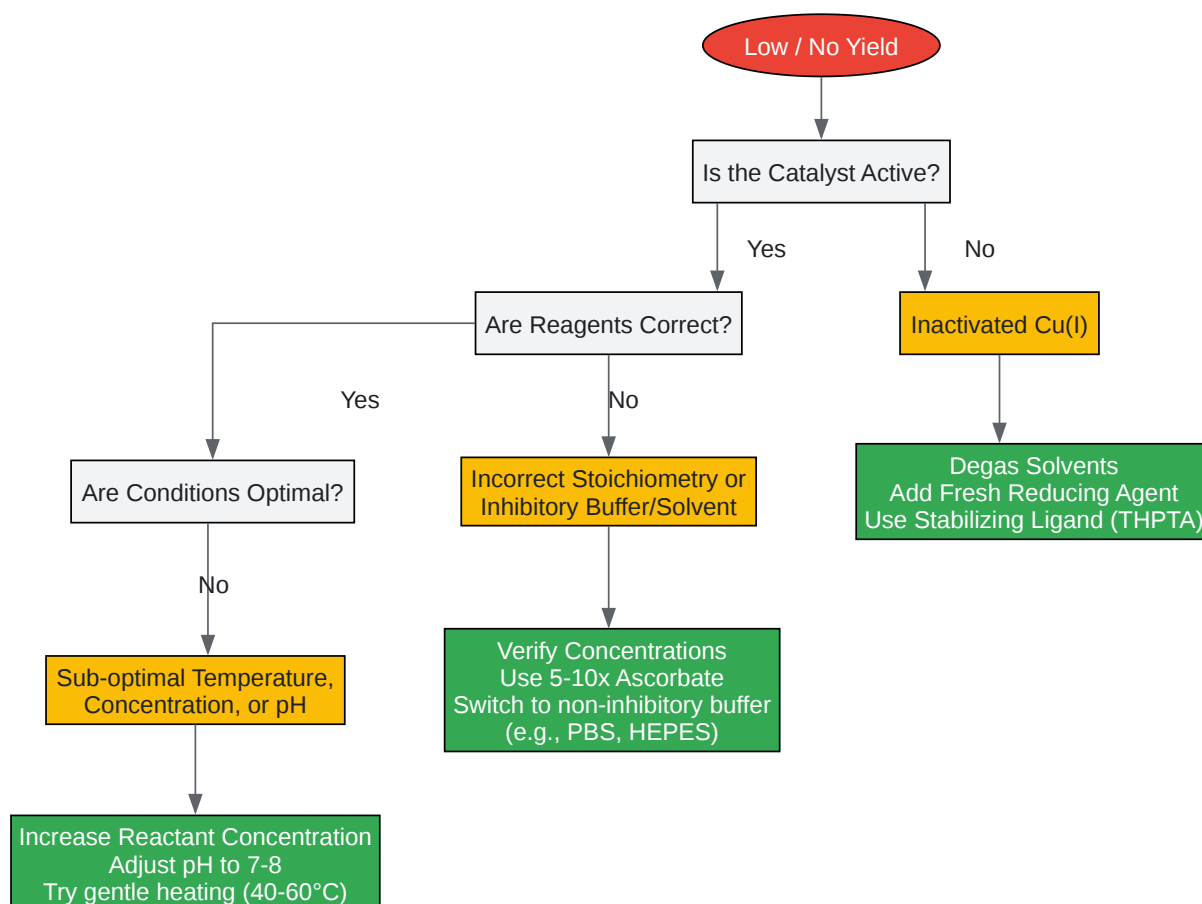 Low / No Yield
Is the Catalyst Active?
Yes
No
Are Reagents Correct?
Inactivated Cu(I)
Yes
No
Degas Solvents
Add Fresh Reducing Agent
Use Stabilizing Ligand (THPTA)
Are Conditions Optimal?
Incorrect Stoichiometry or
Inhibitory Buffer/Solvent
No
Verify Concentrations
Use 5-10x Ascorbate
Switch to non-inhibitory buffer
(e.g., PBS, HEPES)
Sub-optimal Temperature,
Concentration, or pH
Increase Reactant Concentration
Adjust pH to 7-8
Try gentle heating (40-60°C)